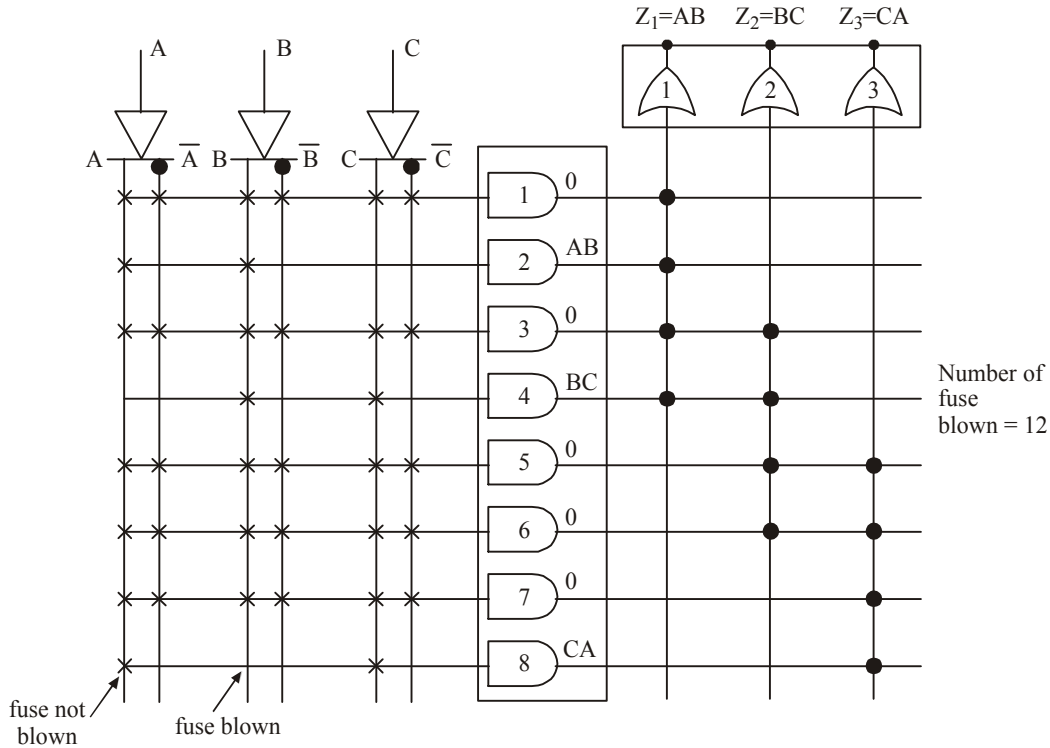 Z₁=AB Z₂=BC Z₃=CA
A B C
1 2 3
A A̅ B B̅ C C̅
1 0
2 AB
3 0
4 BC
Number of
fuse
blown = 12
5 0
6 0
7 0
8 CA
fuse not
blown
fuse blown